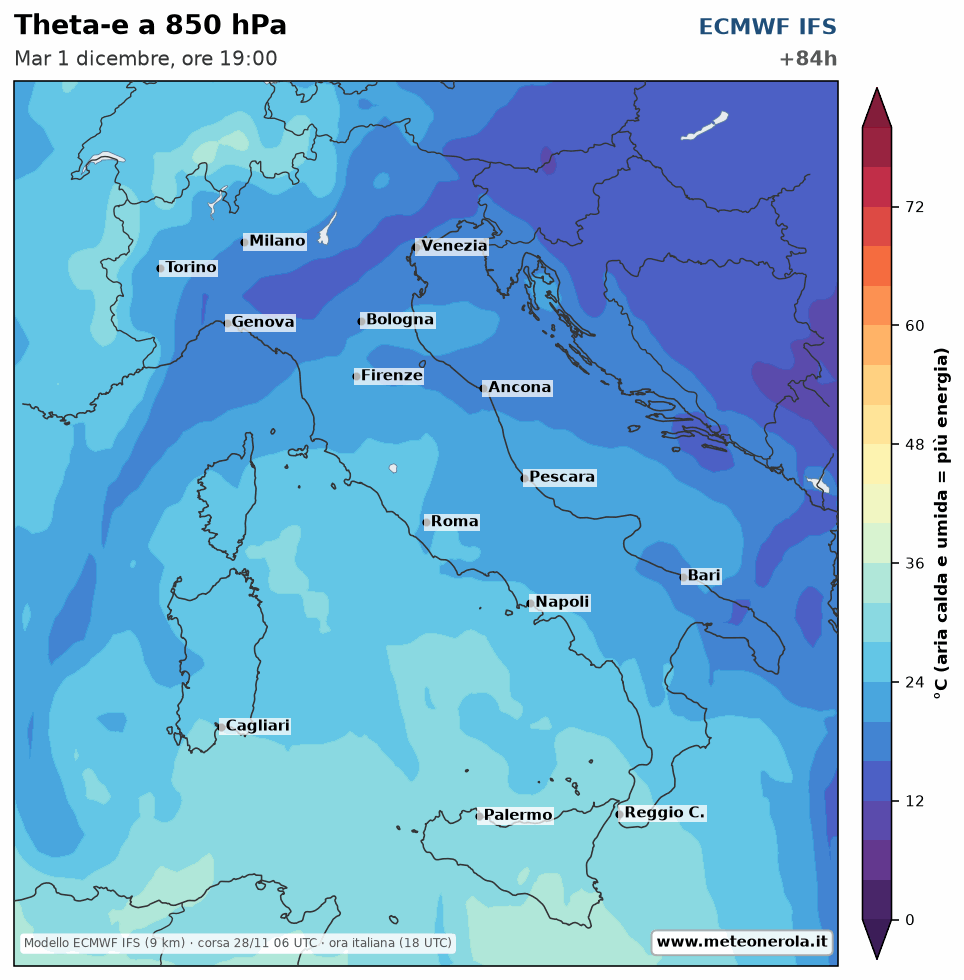 Theta-e a 850 hPa
ECMWF IFS
Mar 1 dicembre, ore 19:00
+84h
Milano
Venezia
Torino
Genova
Bologna
Firenze
Ancona
Pescara
Roma
Bari
Napoli
Cagliari
Palermo
Reggio C.
72
60
48
36
24
12
0
°C (aria calda e umida = più energia)
Modello ECMWF IFS (9 km) · corsa 28/11 06 UTC · ora italiana (18 UTC)
www.meteonerola.it